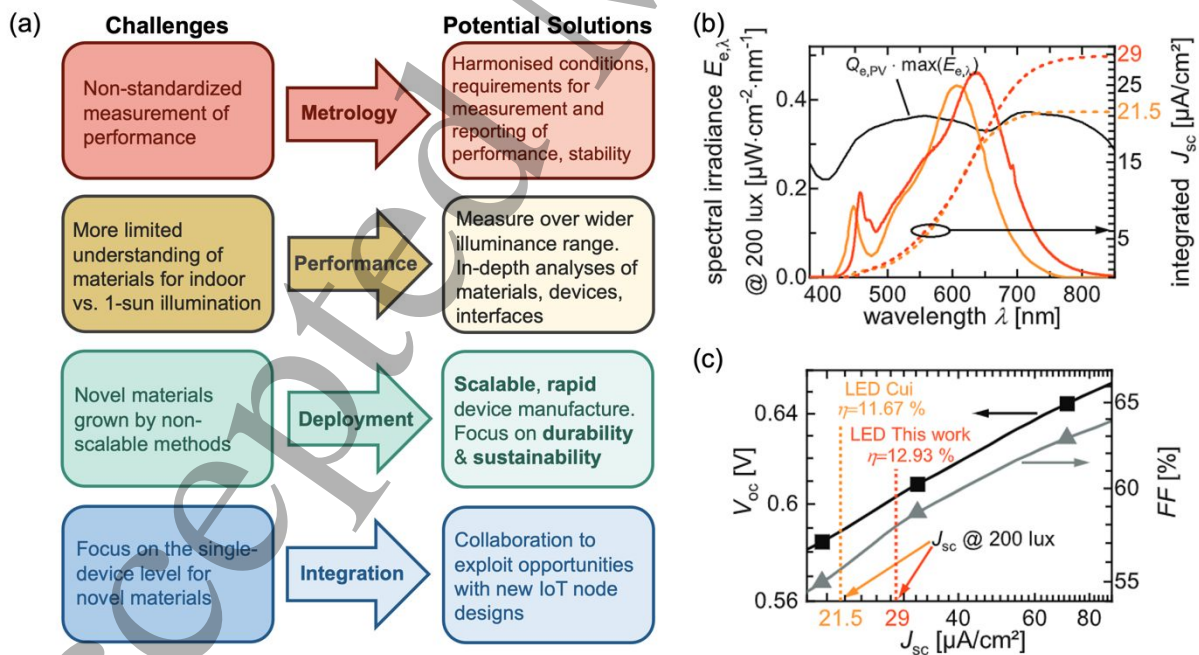 (a)
Challenges
Potential Solutions
Non-standardized
measurement of
performance
Metrology
Harmonised conditions,
requirements for
measurement and
reporting of
performance, stability
More limited
understanding of
materials for indoor
vs. 1-sun illumination
Performance
Measure over wider
illuminance range.
In-depth analyses of
materials, devices,
interfaces
Novel materials
grown by non-
scalable methods
Deployment
Scalable, rapid
device manufacture.
Focus on durability
& sustainability
Focus on the single-
device level for
novel materials
Integration
Collaboration to
exploit opportunities
with new IoT node
designs
(b)
spectral irradiance Ee,λ
@ 200 lux [μW·cm-2·nm-1]
0.4
0.2
0.0
Qe,PV · max(Ee,λ)
29
25
21.5
15
5
integrated Jsc [μA/cm²]
400 500 600 700 800
wavelength λ [nm]
(c)
Voc [V]
0.64
0.60
0.56
LED Cui
η=11.67 %
LED This work
η=12.93 %
Jsc @ 200 lux
65
60
55
FF [%]
21.5 29 40 60 80
Jsc [μA/cm²]
ccepted